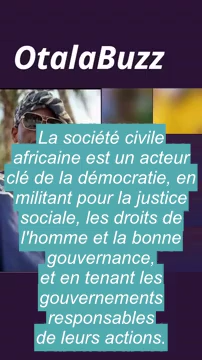 OtalaBuzz
La société civile
africaine est un acteur
clé de la démocratie, en
militant pour la justice
sociale, les droits de
l'homme et la bonne
gouvernance,
et en tenant les
gouvernements
responsables
de leurs actions.